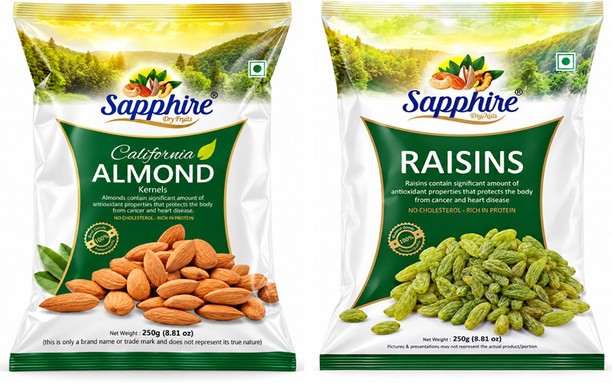 Sapphire®
Dry Fruits
California
ALMOND
Kernels
Almonds contain significant amount of
antioxidant properties that protects the body
from cancer and heart disease.
NO CHOLESTEROL - RICH IN PROTEIN
100%
Net Weight : 250g (8.81 oz)
(this is only a brand name or trade mark and does not represent its true nature)
Sapphire®
RAISINS
Raisins contain significant amount of
antioxidant properties that protects the body
from cancer and heart disease
NO CHOLESTEROL - RICH IN PROTEIN
100%
Net Weight : 250g (8.81 oz)
Pictures & presentations may not represent the actual product/portion